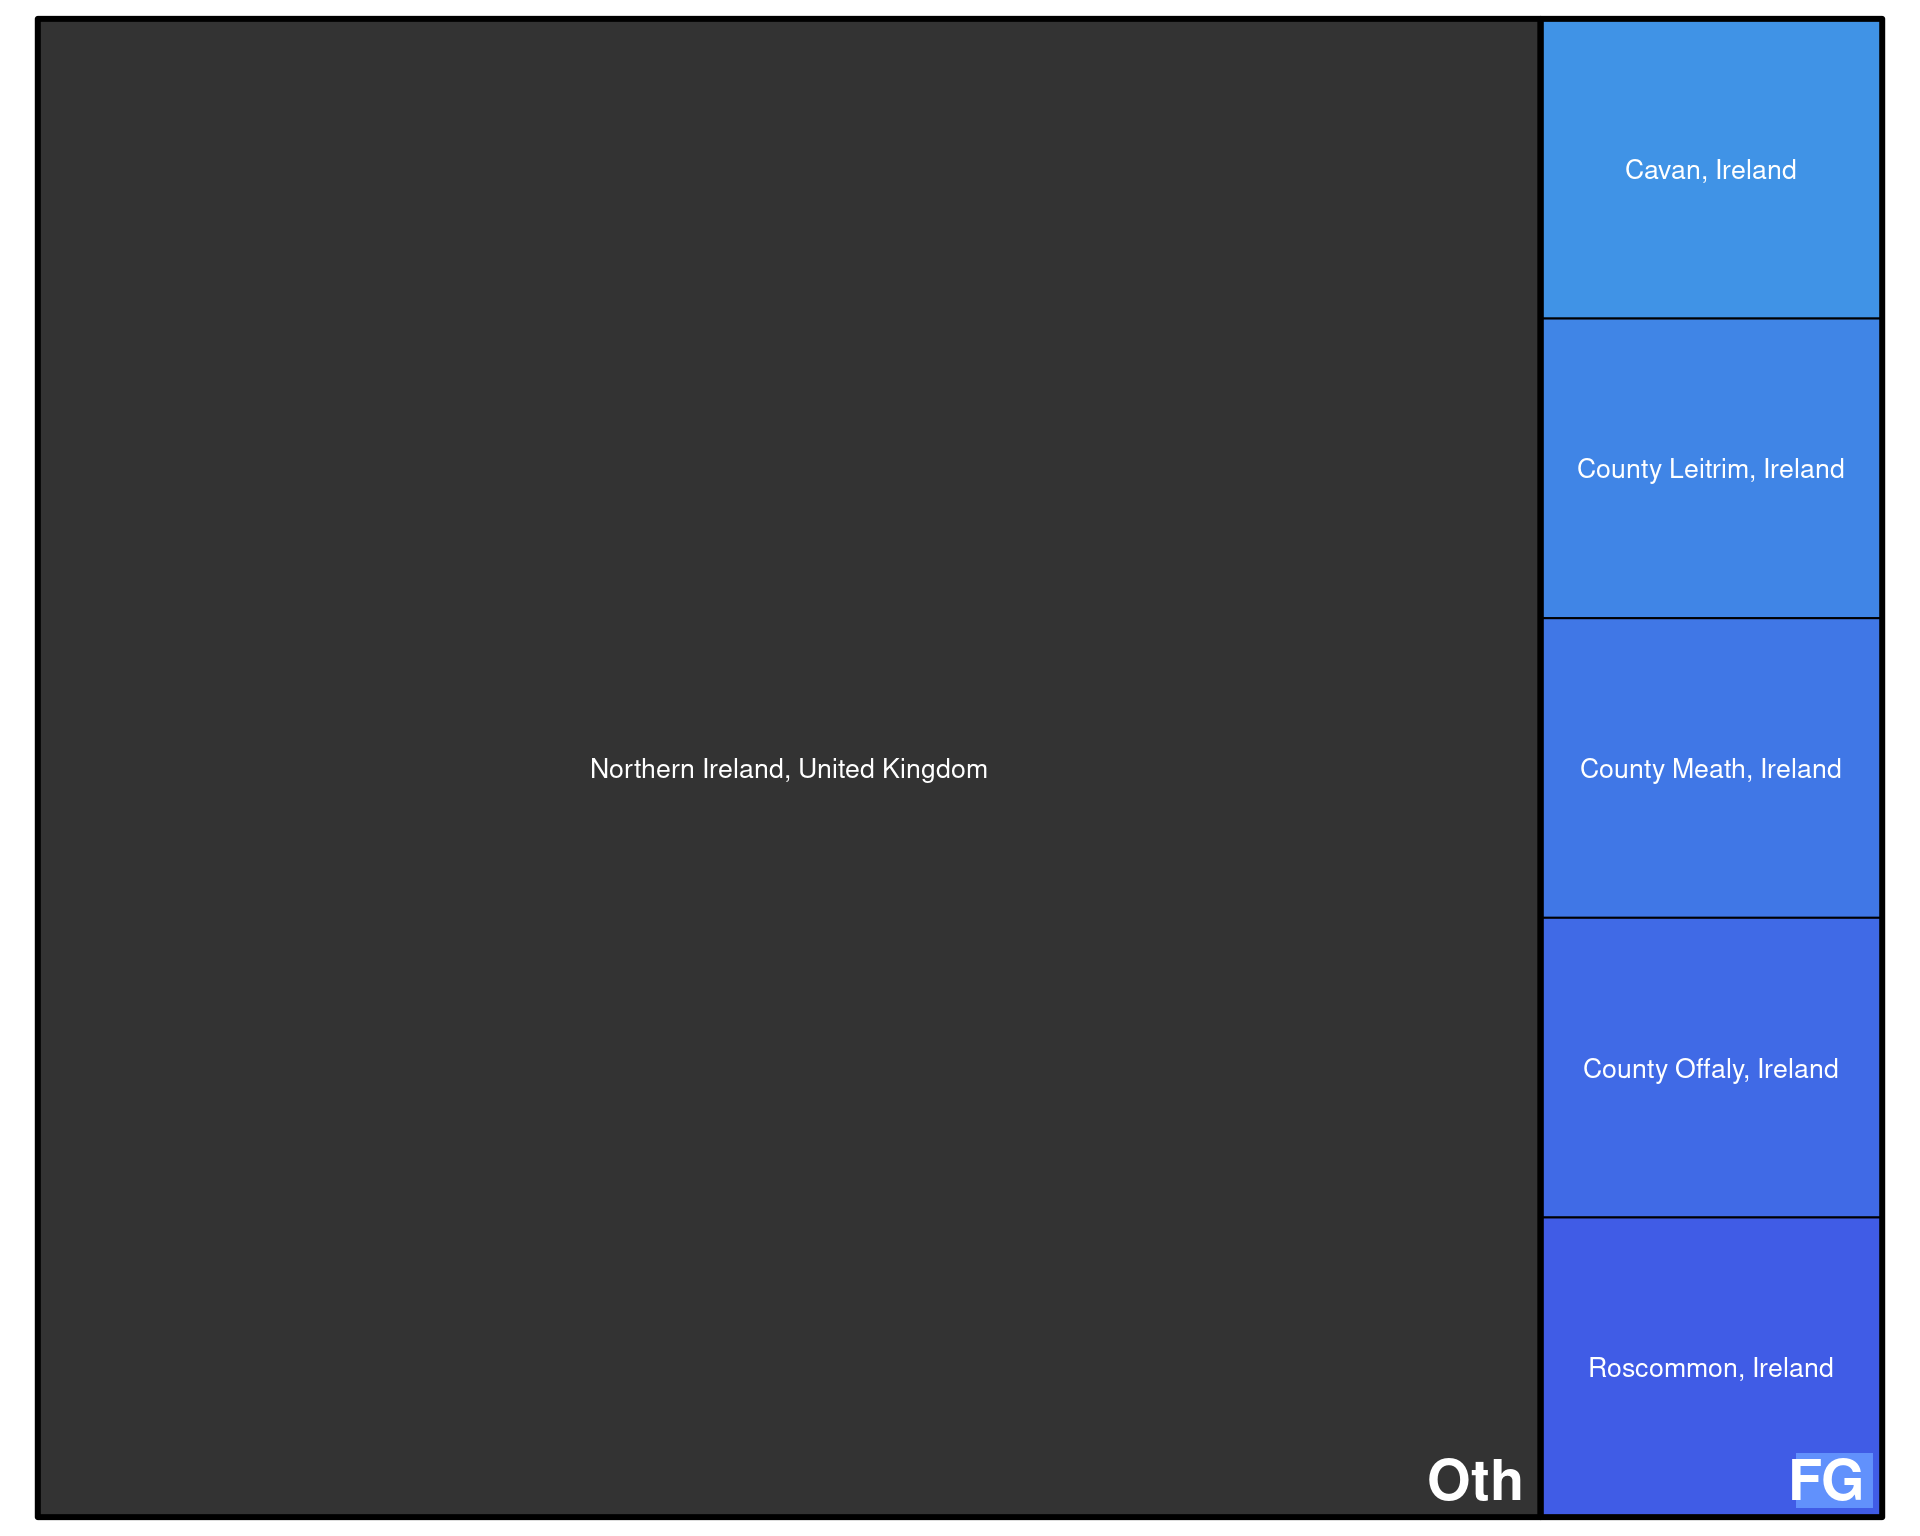 Cavan, Ireland
County Leitrim, Ireland
Northern Ireland, United Kingdom
County Meath, Ireland
County Offaly, Ireland
Roscommon, Ireland
Oth
FG